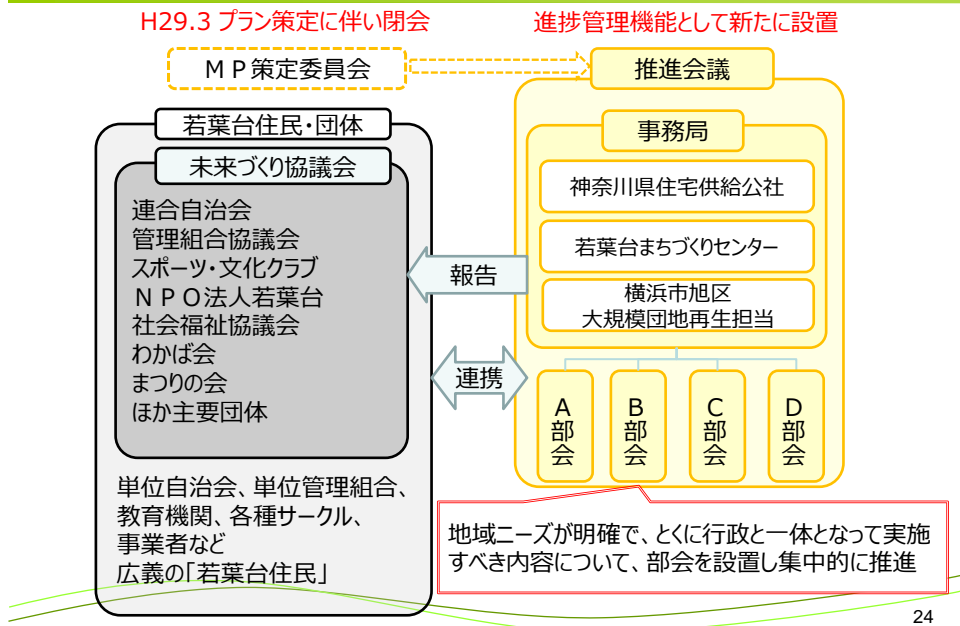 H29.3 プラン策定に伴い閉会
進捗管理機能として新たに設置
ＭＰ策定委員会
推進会議
若葉台住民・団体
未来づくり協議会
連合自治会
管理組合協議会
スポーツ・文化クラブ
ＮＰＯ法人若葉台
社会福祉協議会
わかば会
まつりの会
ほか主要団体
単位自治会、単位管理組合、
教育機関、各種サークル、
事業者など
広義の「若葉台住民」
報告
連携
事務局
神奈川県住宅供給公社
若葉台まちづくりセンター
横浜市旭区
大規模団地再生担当
A部会
B部会
C部会
D部会
地域ニーズが明確で、とくに行政と一体となって実施
すべき内容について、部会を設置し集中的に推進
24